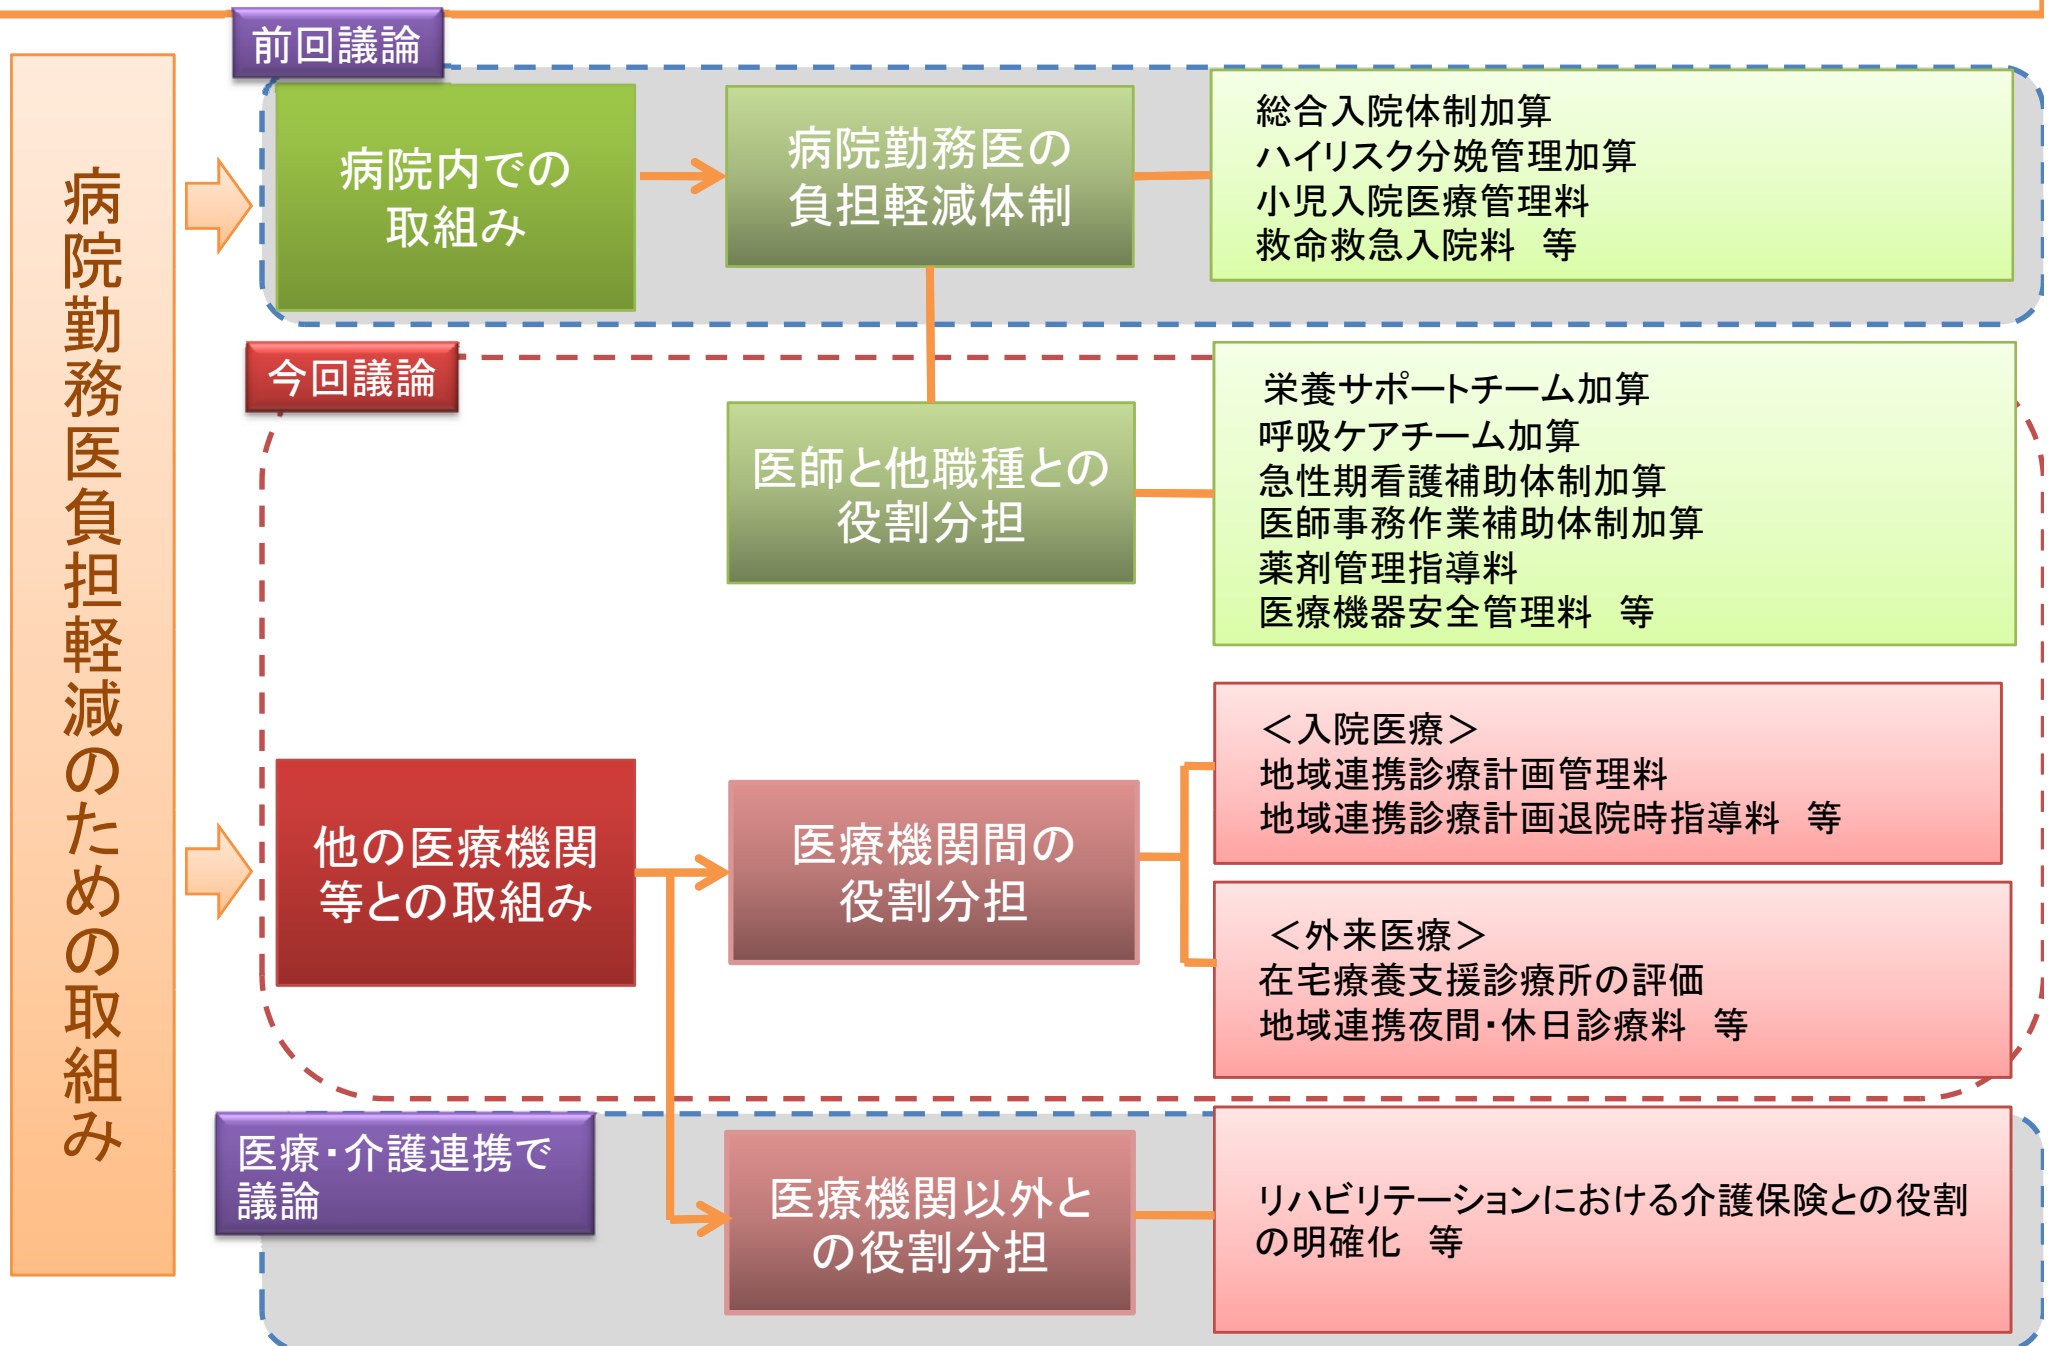 病院勤務医負担軽減のための取組み
前回議論
病院内での
取組み
病院勤務医の
負担軽減体制
総合入院体制加算
ハイリスク分娩管理加算
小児入院医療管理料
救命救急入院料　等
今回議論
医師と他職種との
役割分担
栄養サポートチーム加算
呼吸ケアチーム加算
急性期看護補助体制加算
医師事務作業補助体制加算
薬剤管理指導料
医療機器安全管理料　等
他の医療機関
等との取組み
医療機関間の
役割分担
＜入院医療＞
地域連携診療計画管理料
地域連携診療計画退院時指導料　等
＜外来医療＞
在宅療養支援診療所の評価
地域連携夜間・休日診療料　等
医療・介護連携で
議論
医療機関以外と
の役割分担
リハビリテーションにおける介護保険との役割
の明確化　等